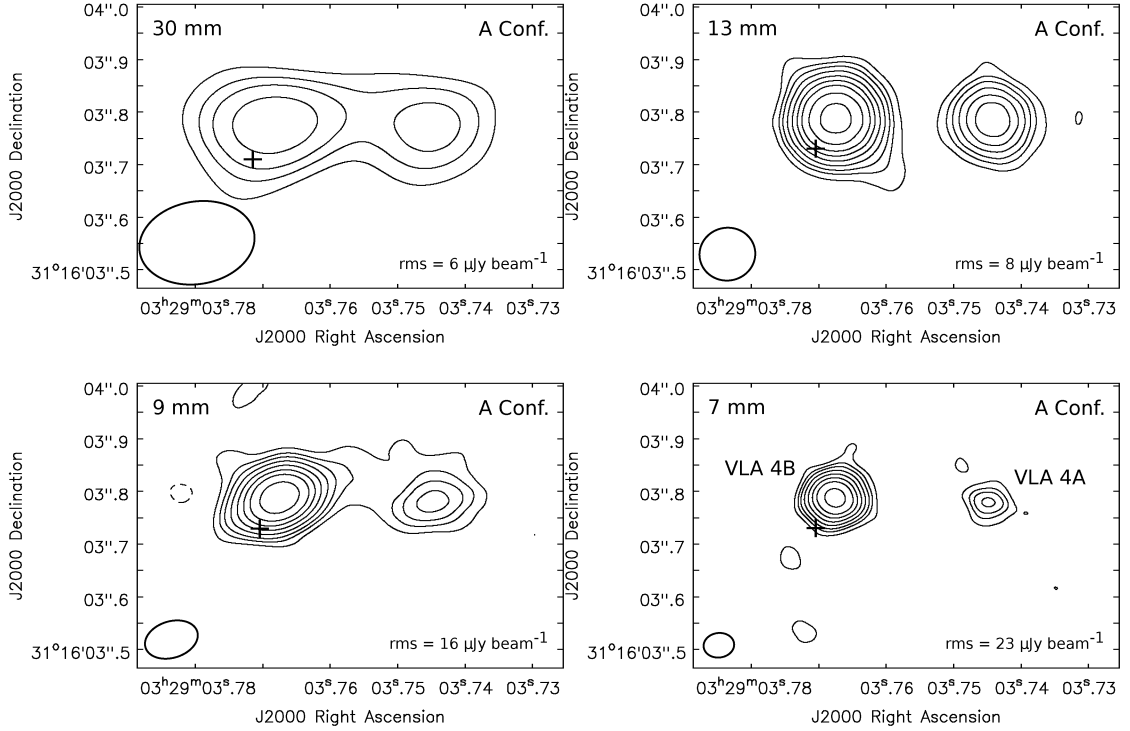 30 mm
A Conf.
04".0
03".9
03".8
03".7
03".6
31°16'03".5
J2000 Declination
rms = 6 μJy beam⁻¹
03ʰ29ᵐ03ˢ.78 03ˢ.76 03ˢ.75 03ˢ.74 03ˢ.73
J2000 Right Ascension
13 mm
A Conf.
04".0
03".9
03".8
03".7
03".6
31°16'03".5
J2000 Declination
rms = 8 μJy beam⁻¹
03ʰ29ᵐ03ˢ.78 03ˢ.76 03ˢ.75 03ˢ.74 03ˢ.73
J2000 Right Ascension
9 mm
A Conf.
04".0
03".9
03".8
03".7
03".6
31°16'03".5
J2000 Declination
rms = 16 μJy beam⁻¹
03ʰ29ᵐ03ˢ.78 03ˢ.76 03ˢ.75 03ˢ.74 03ˢ.73
J2000 Right Ascension
7 mm
A Conf.
VLA 4B
VLA 4A
04".0
03".9
03".8
03".7
03".6
31°16'03".5
J2000 Declination
rms = 23 μJy beam⁻¹
03ʰ29ᵐ03ˢ.78 03ˢ.76 03ˢ.75 03ˢ.74 03ˢ.73
J2000 Right Ascension